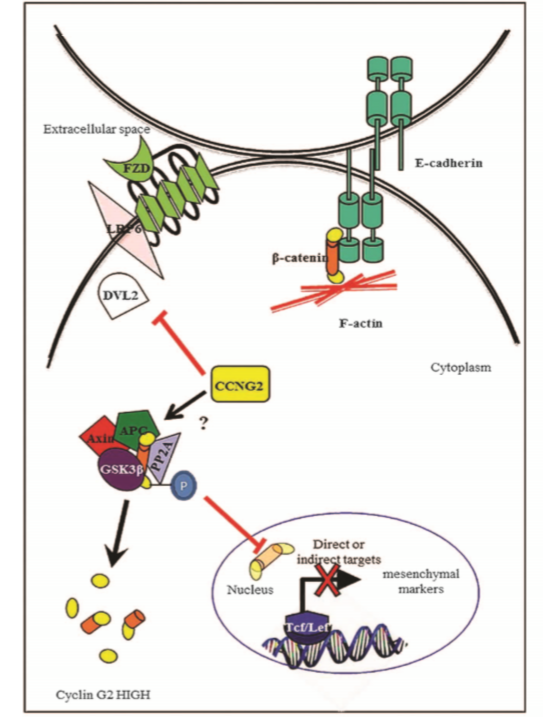 Extracellular space
FZD
E-cadherin
LRP6
β-catenin
DVL2
F-actin
Cytoplasm
CCNG2
?
APC
Axin
PP2A
GSK3β
P
Direct or
indirect targets
mesenchymal
markers
Nucleus
Tcf/Lef
Cyclin G2 HIGH